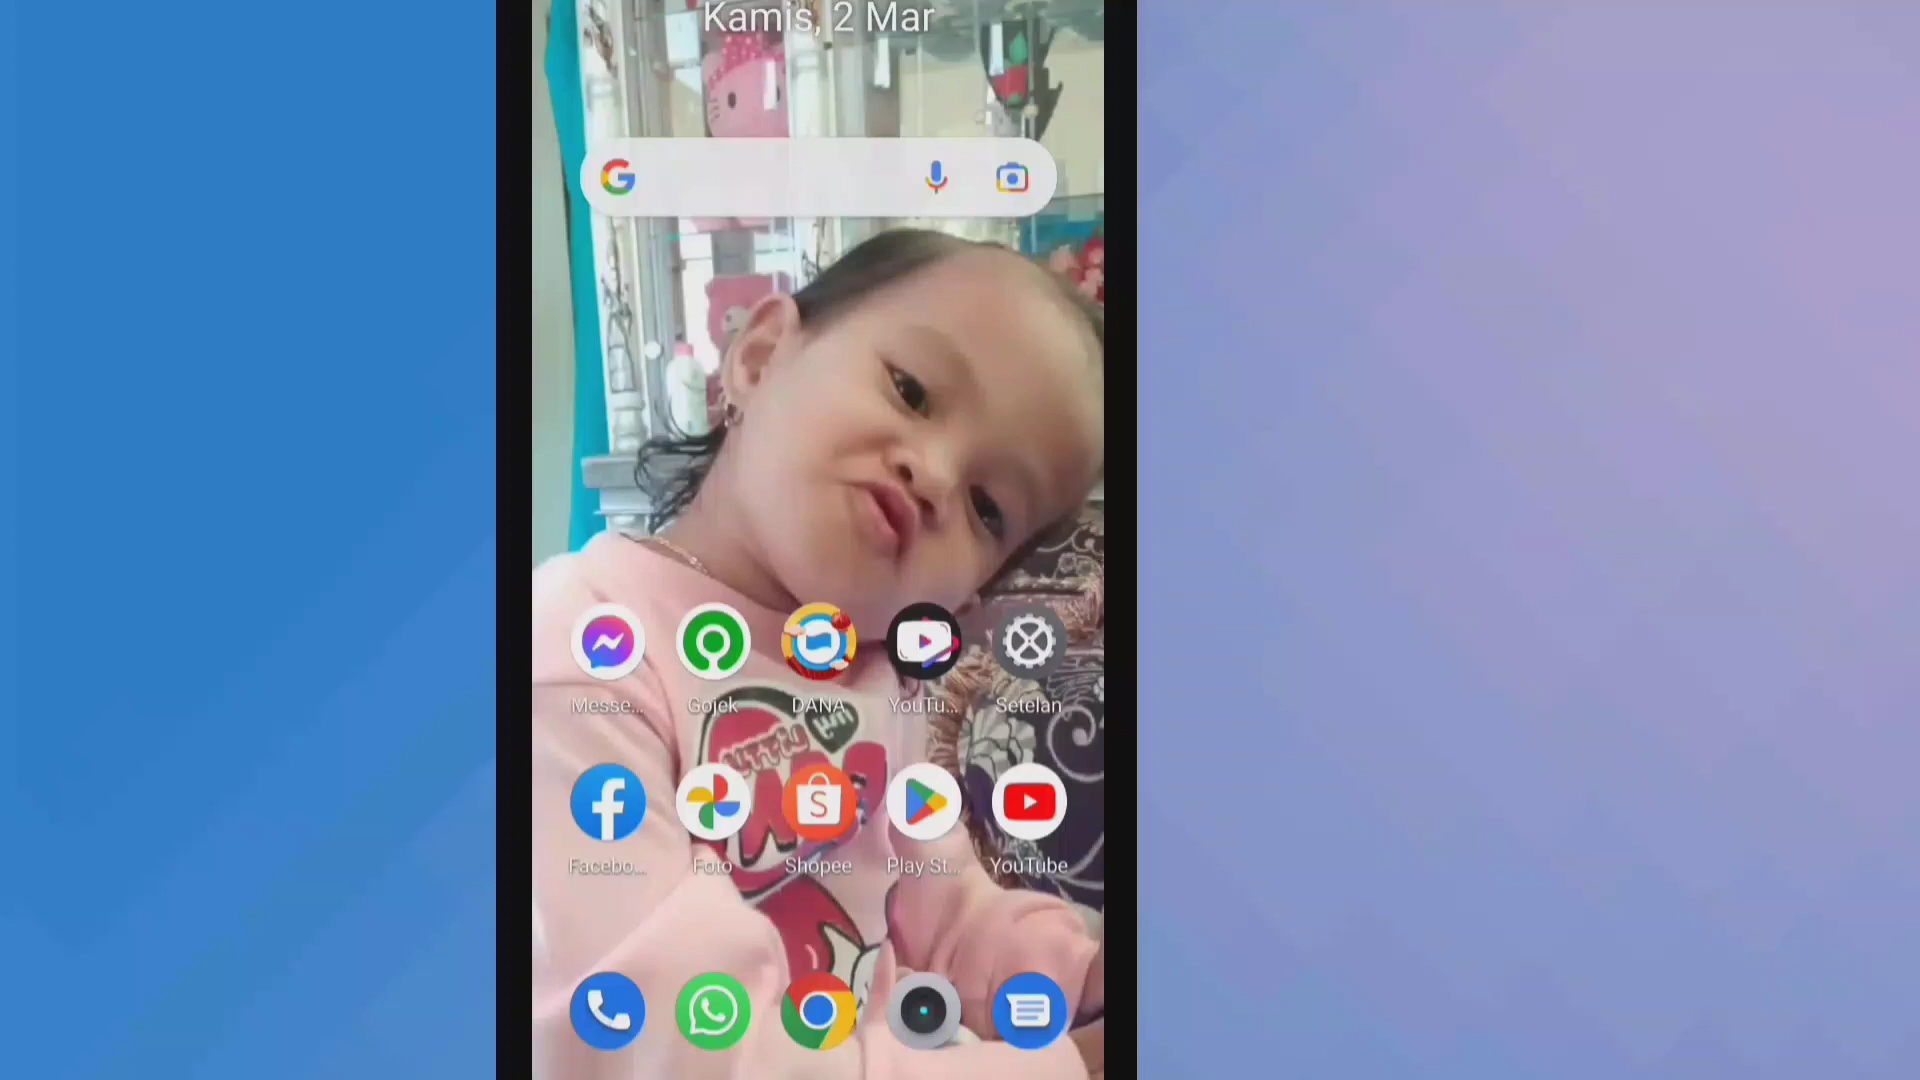 Kamis, 2 Mar
Messe... Gojek DANA YouTu... Setelan
Facebo... Foto Shopee Play St... YouTube